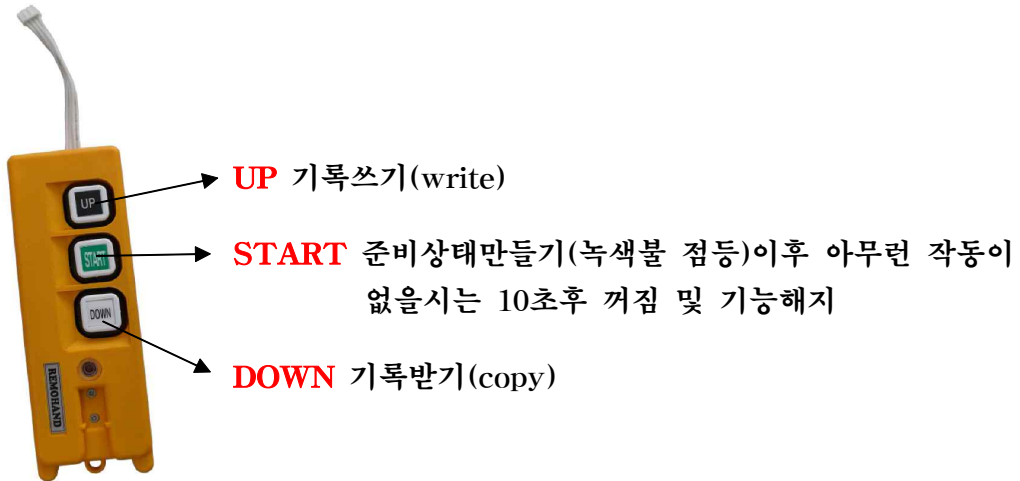 UP
START
DOWN
REMOHAND
UP 기록쓰기(write)
START 준비상태만들기(녹색불 점등)이후 아무런 작동이
없을시는 10초후 꺼짐 및 기능해지
DOWN 기록받기(copy)